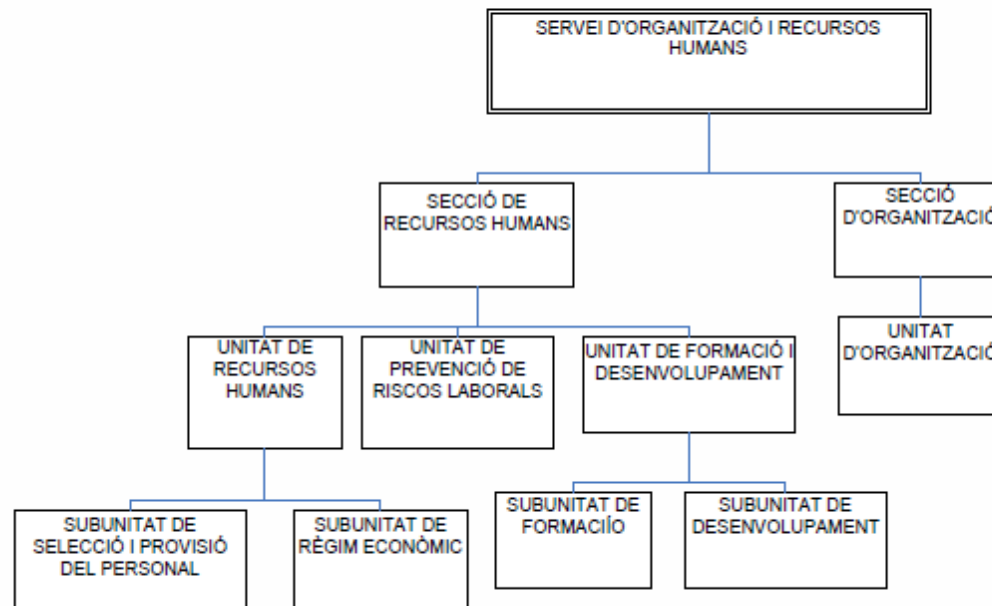 SERVEI D'ORGANITZACIÓ I RECURSOS
HUMANS
SECCIÓ DE
RECURSOS HUMANS
SECCIÓ
D'ORGANITZACIÓ
UNITAT DE
RECURSOS
HUMANS
UNITAT DE
PREVENCIÓ DE
RISCOS LABORALS
UNITAT DE FORMACIÓ I
DESENVOLUPAMENT
UNITAT
D'ORGANITZACIÓ
SUBUNITAT DE
SELECCIÓ I PROVISIÓ
DEL PERSONAL
SUBUNITAT DE
RÈGIM ECONÒMIC
SUBUNITAT DE
FORMACIÍO
SUBUNITAT DE
DESENVOLUPAMENT